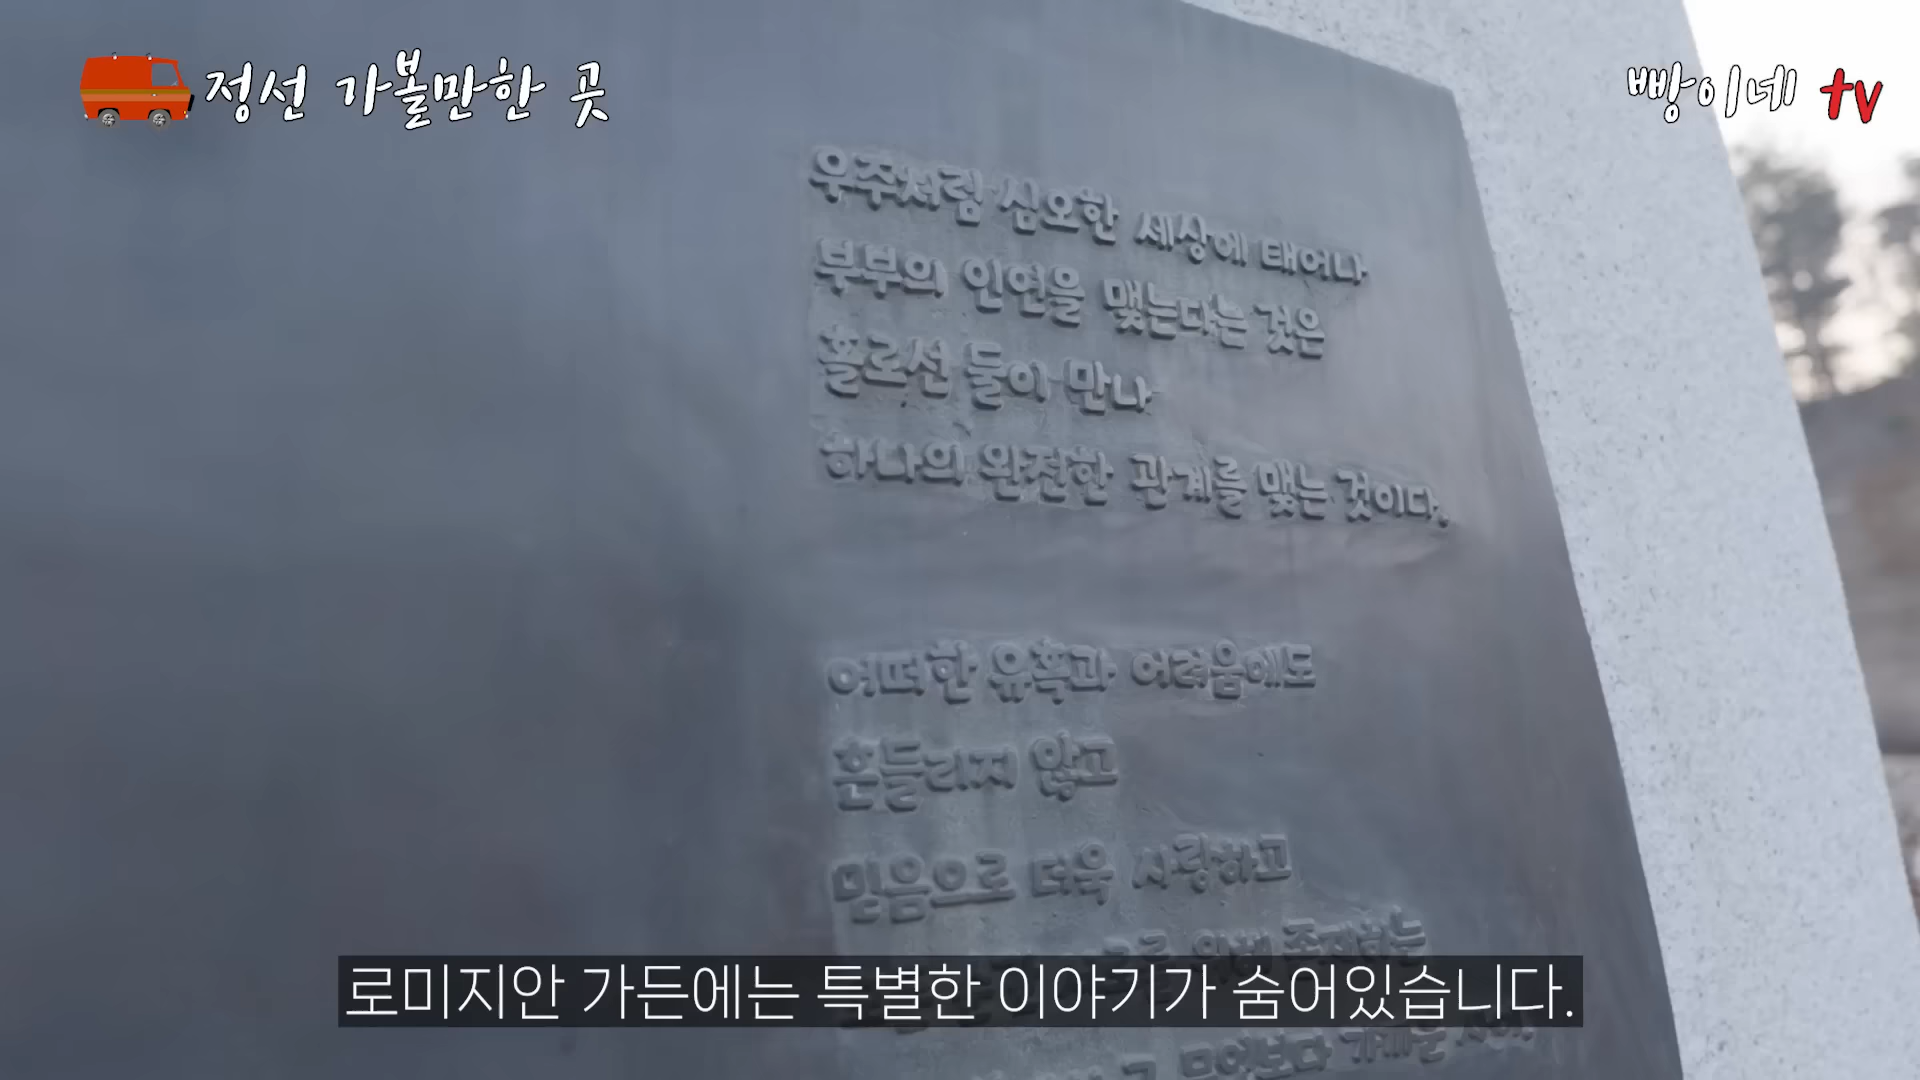 정선 가볼만한 곳
빵이네 tv
우주처럼 심오한 세상에 태어나
부부의 인연을 맺는다는 것은
홀로선 둘이 만나
하나의 완전한 관계를 맺는 것이다.
어떠한 유혹과 어려움에도
흔들리지 않고
믿음으로 더욱 사랑하고
존재하는
로미지안 가든에는 특별한 이야기가 숨어있습니다.